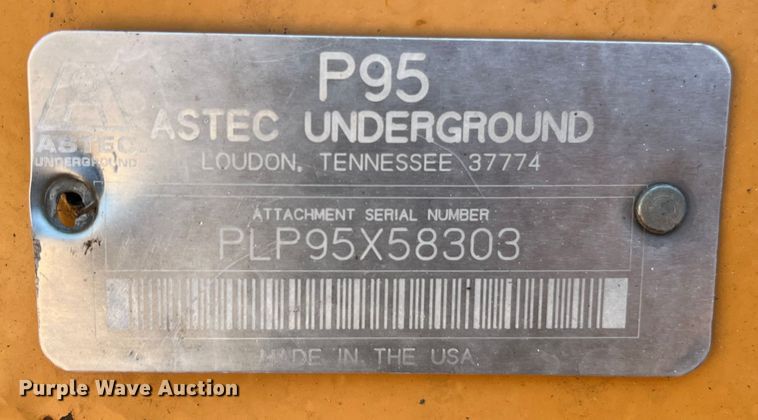 P95
ASTEC
UNDERGROUND
ASTEC UNDERGROUND
LOUDON, TENNESSEE 37774
ATTACHMENT SERIAL NUMBER
PLP95X58303
MADE IN THE USA
Purple Wave Auction